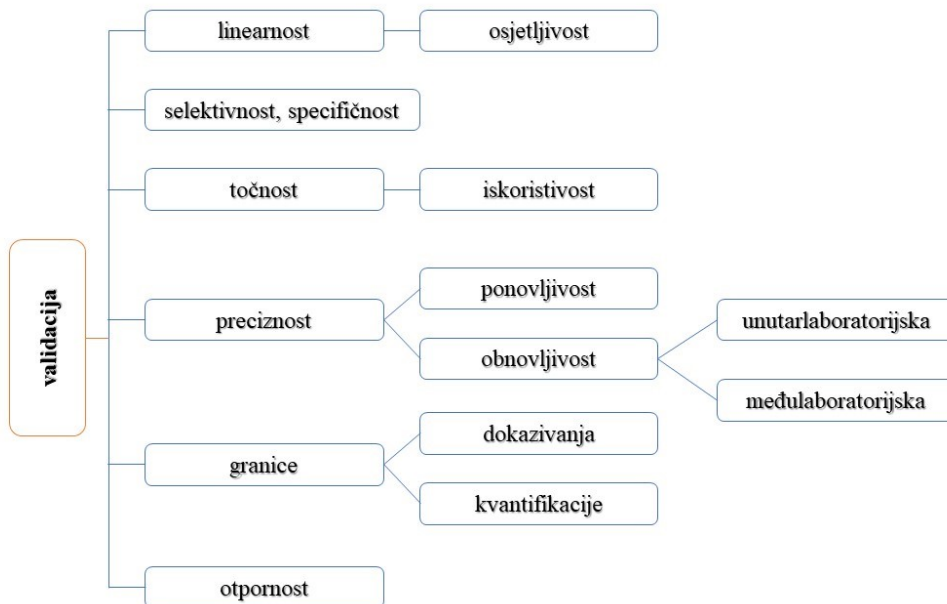 validacija
linearnost
osjetljivost
selektivnost, specifičnost
točnost
iskoristivost
preciznost
ponovljivost
obnovljivost
unutarlaboratorijska
međulaboratorijska
granice
dokazivanja
kvantifikacije
otpornost